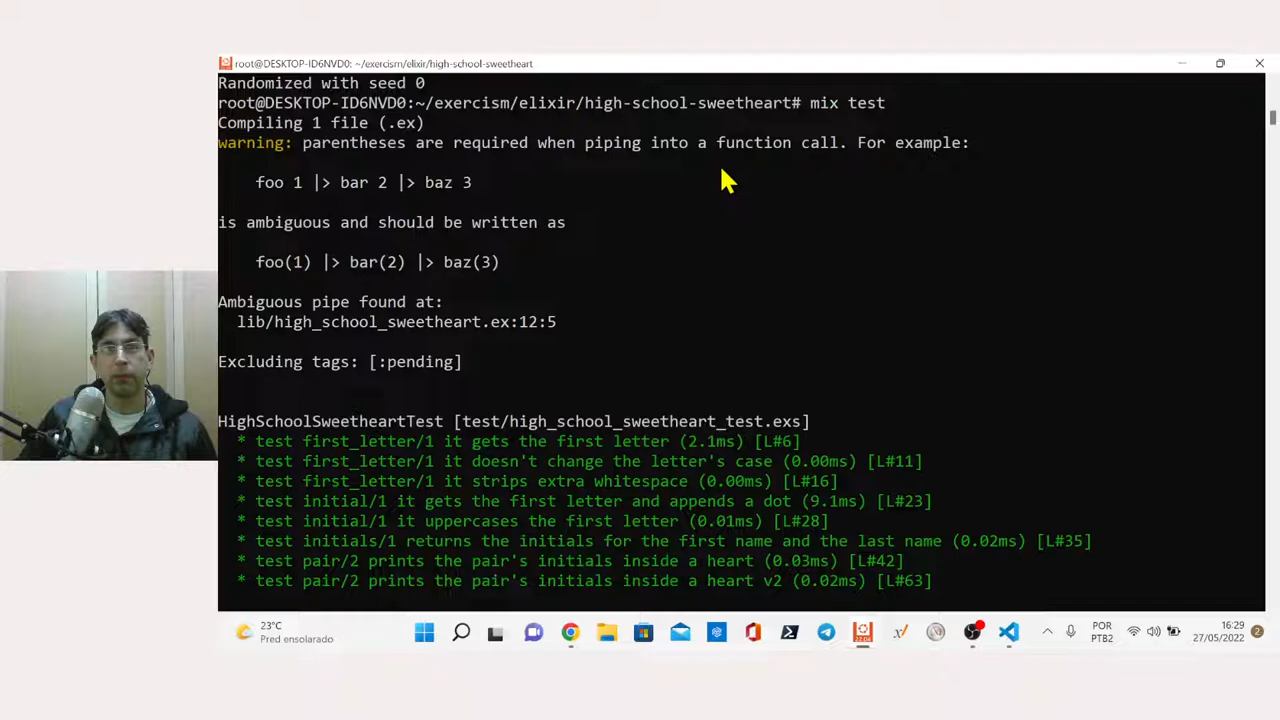 root@DESKTOP-ID6NVD0: ~/exercism/elixir/high-school-sweetheart
Randomized with seed 0
root@DESKTOP-ID6NVD0:~/exercism/elixir/high-school-sweetheart# mix test
Compiling 1 file (.ex)
warning: parentheses are required when piping into a function call. For example:
foo 1 |> bar 2 |> baz 3
is ambiguous and should be written as
foo(1) |> bar(2) |> baz(3)
Ambiguous pipe found at:
lib/high_school_sweetheart.ex:12:5
Excluding tags: [:pending]
HighSchoolSweetheartTest [test/high_school_sweetheart_test.exs]
* test first_letter/1 it gets the first letter (2.1ms) [L#6]
* test first_letter/1 it doesn't change the letter's case (0.00ms) [L#11]
* test first_letter/1 it strips extra whitespace (0.00ms) [L#16]
* test initial/1 it gets the first letter and appends a dot (9.1ms) [L#23]
* test initial/1 it uppercases the first letter (0.01ms) [L#28]
* test initials/1 returns the initials for the first name and the last name (0.02ms) [L#35]
* test pair/2 prints the pair's initials inside a heart (0.03ms) [L#42]
* test pair/2 prints the pair's initials inside a heart v2 (0.02ms) [L#63]
23°C
Pred ensolarado
22.04
POR
PTB2
16:29
27/05/2022
2